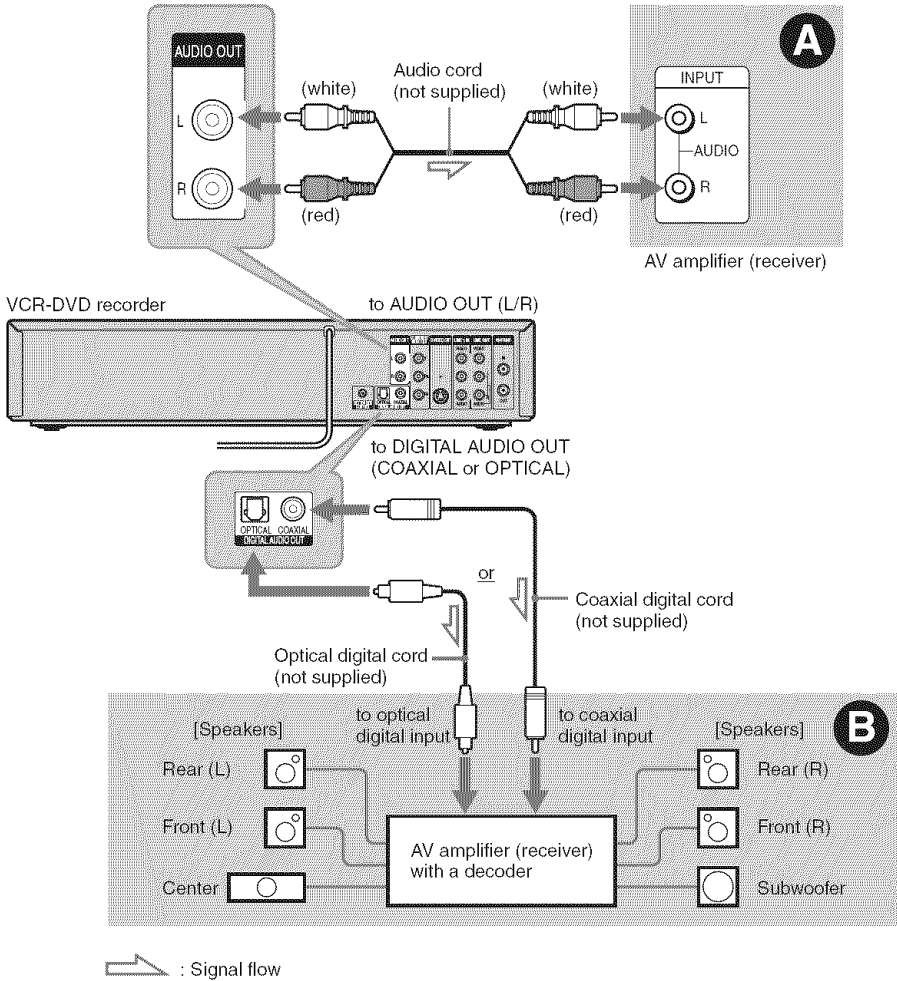 AUDIO OUT
L
R
(white)
(red)
Audio cord
(not supplied)
(white)
(red)
A
INPUT
L
AUDIO
R
AV amplifier (receiver)
VCR-DVD recorder
to AUDIO OUT (L/R)
to DIGITAL AUDIO OUT
(COAXIAL or OPTICAL)
OPTICAL COAXIAL
DIGITAL AUDIO OUT
or
Coaxial digital cord
(not supplied)
Optical digital cord
(not supplied)
B
[Speakers]
to optical
digital input
to coaxial
digital input
[Speakers]
Rear (L)
Rear (R)
Front (L)
Front (R)
AV amplifier (receiver)
with a decoder
Center
Subwoofer
: Signal flow